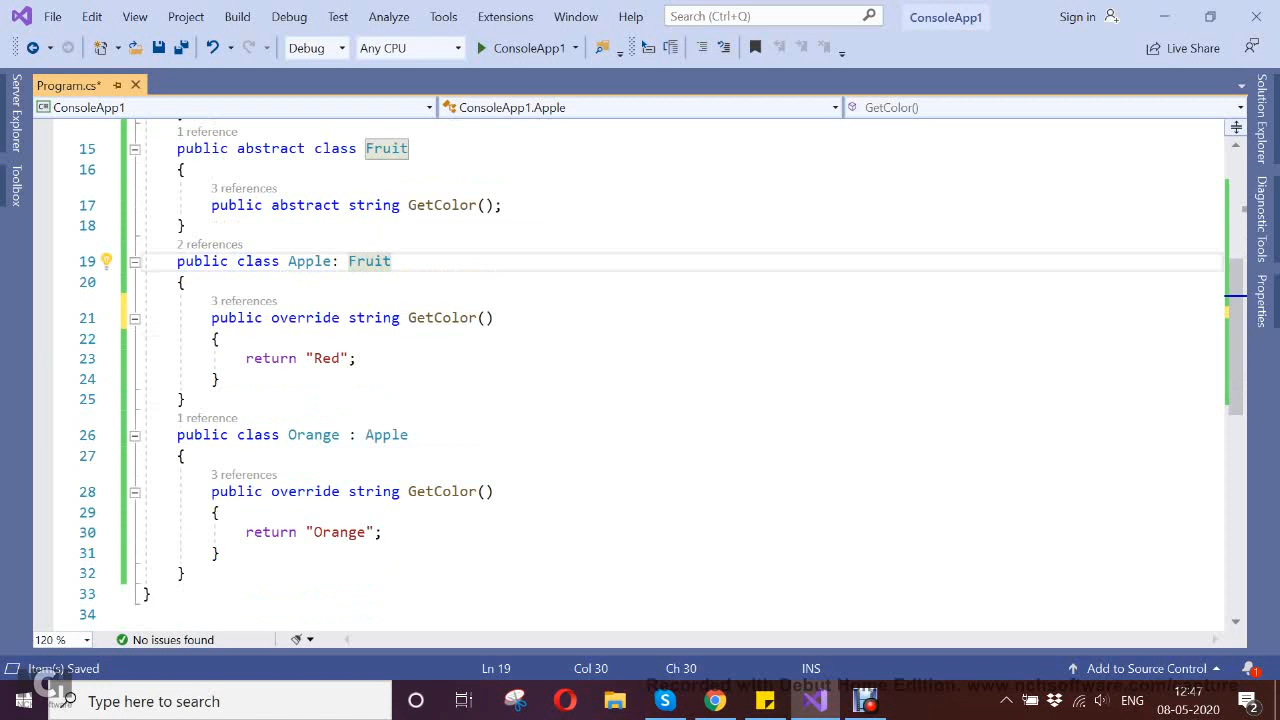 File Edit View Project Build Debug Test Analyze Tools Extensions Window Help Search (Ctrl+Q) ConsoleApp1 Sign in
Debug Any CPU ConsoleApp1 Live Share
Program.cs*
ConsoleApp1 ConsoleApp1.Apple GetColor()
Server Explorer
Toolbox
Solution Explorer
Diagnostic Tools
Properties
1 reference
15 public abstract class Fruit
16 {
3 references
17 public abstract string GetColor();
18 }
2 references
19 public class Apple: Fruit
20 {
3 references
21 public override string GetColor()
22 {
23 return "Red";
24 }
25 }
1 reference
26 public class Orange : Apple
27 {
3 references
28 public override string GetColor()
29 {
30 return "Orange";
31 }
32 }
33 }
34
120 % No issues found
Item(s) Saved Ln 19 Col 30 Ch 30 INS Add to Source Control 1
Recorded with Debut Home Edition. www.nchsoftware.com/capture
Type here to search
ENG
12:47
08-05-2020
2